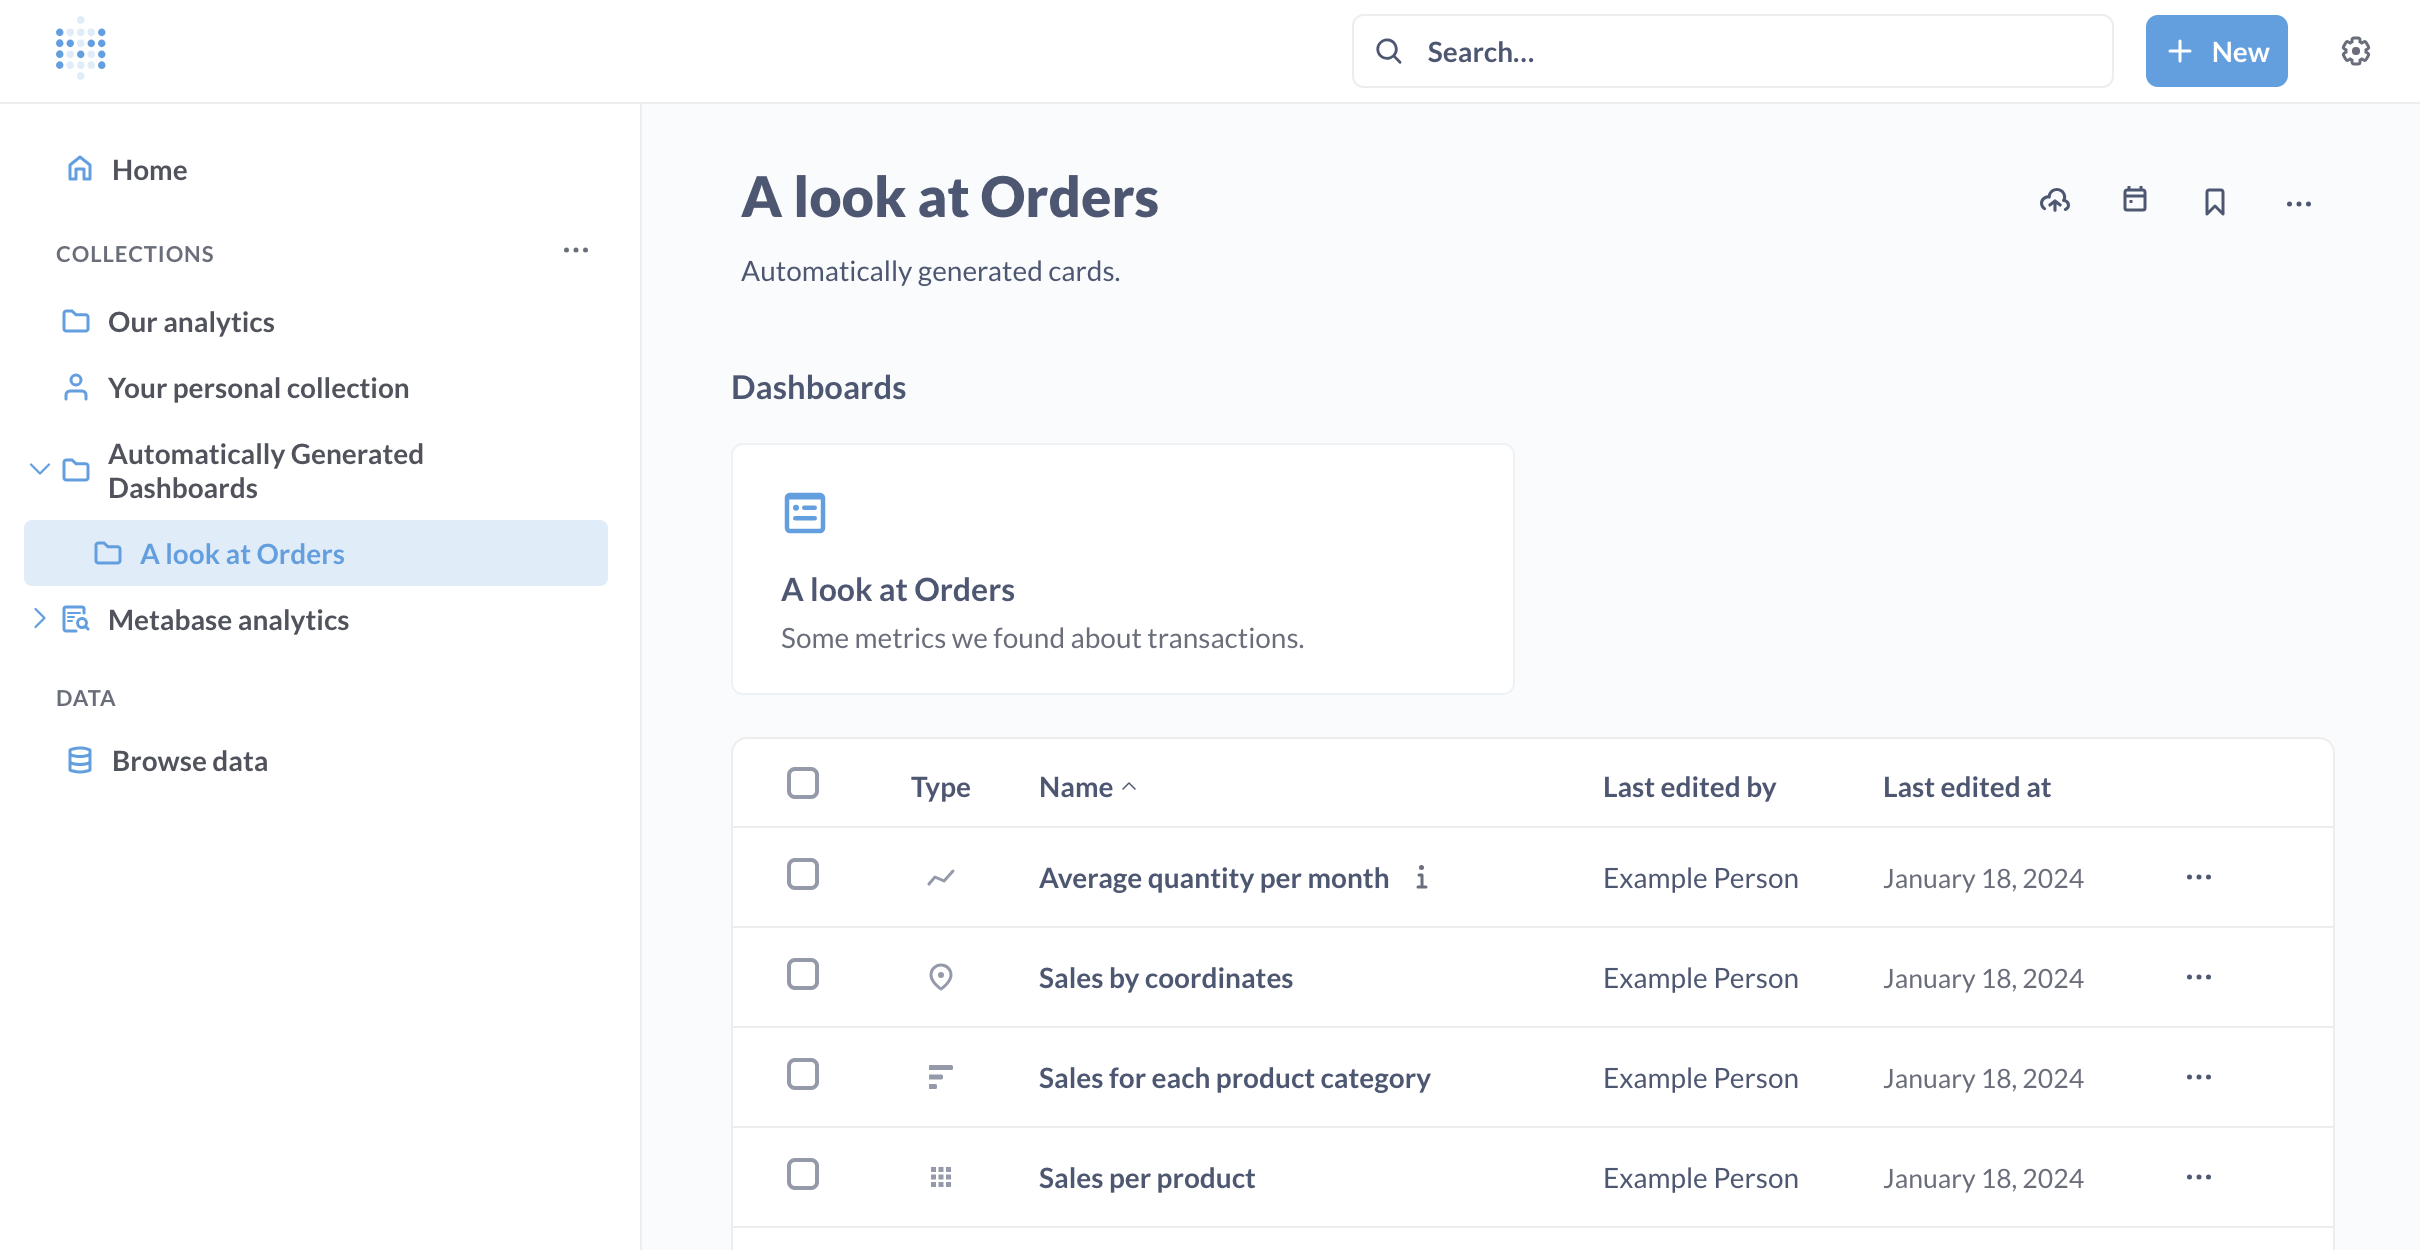 Search...
New
Home
COLLECTIONS
Our analytics
Your personal collection
Automatically Generated
Dashboards
A look at Orders
Metabase analytics
DATA
Browse data
A look at Orders
Automatically generated cards.
Dashboards
A look at Orders
Some metrics we found about transactions.
Type Name Last edited by Last edited at
Average quantity per month Example Person January 18, 2024
Sales by coordinates Example Person January 18, 2024
Sales for each product category Example Person January 18, 2024
Sales per product Example Person January 18, 2024